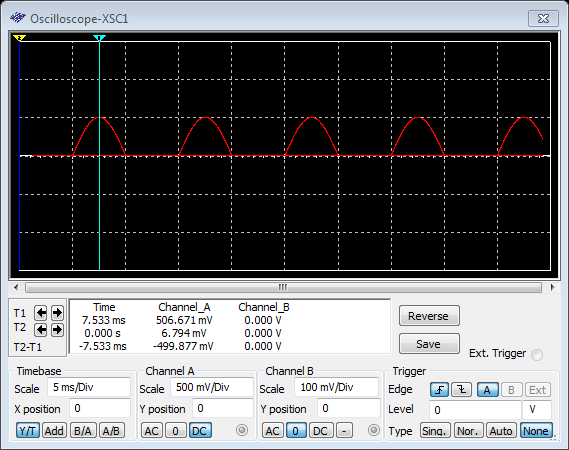 Oscilloscope-XSC1
2 1
T1
T2
T2-T1
Time Channel_A Channel_B
7.533 ms 506.671 mV 0.000 V
0.000 s 6.794 mV 0.000 V
-7.533 ms -499.877 mV 0.000 V
Reverse
Save
Ext. Trigger
Timebase
Scale 5 ms/Div
X position 0
Y/T Add B/A A/B
Channel A
Scale 500 mV/Div
Y position 0
AC 0 DC
Channel B
Scale 100 mV/Div
Y position 0
AC 0 DC -
Trigger
Edge A B Ext
Level 0 V
Type Sing. Nor. Auto None